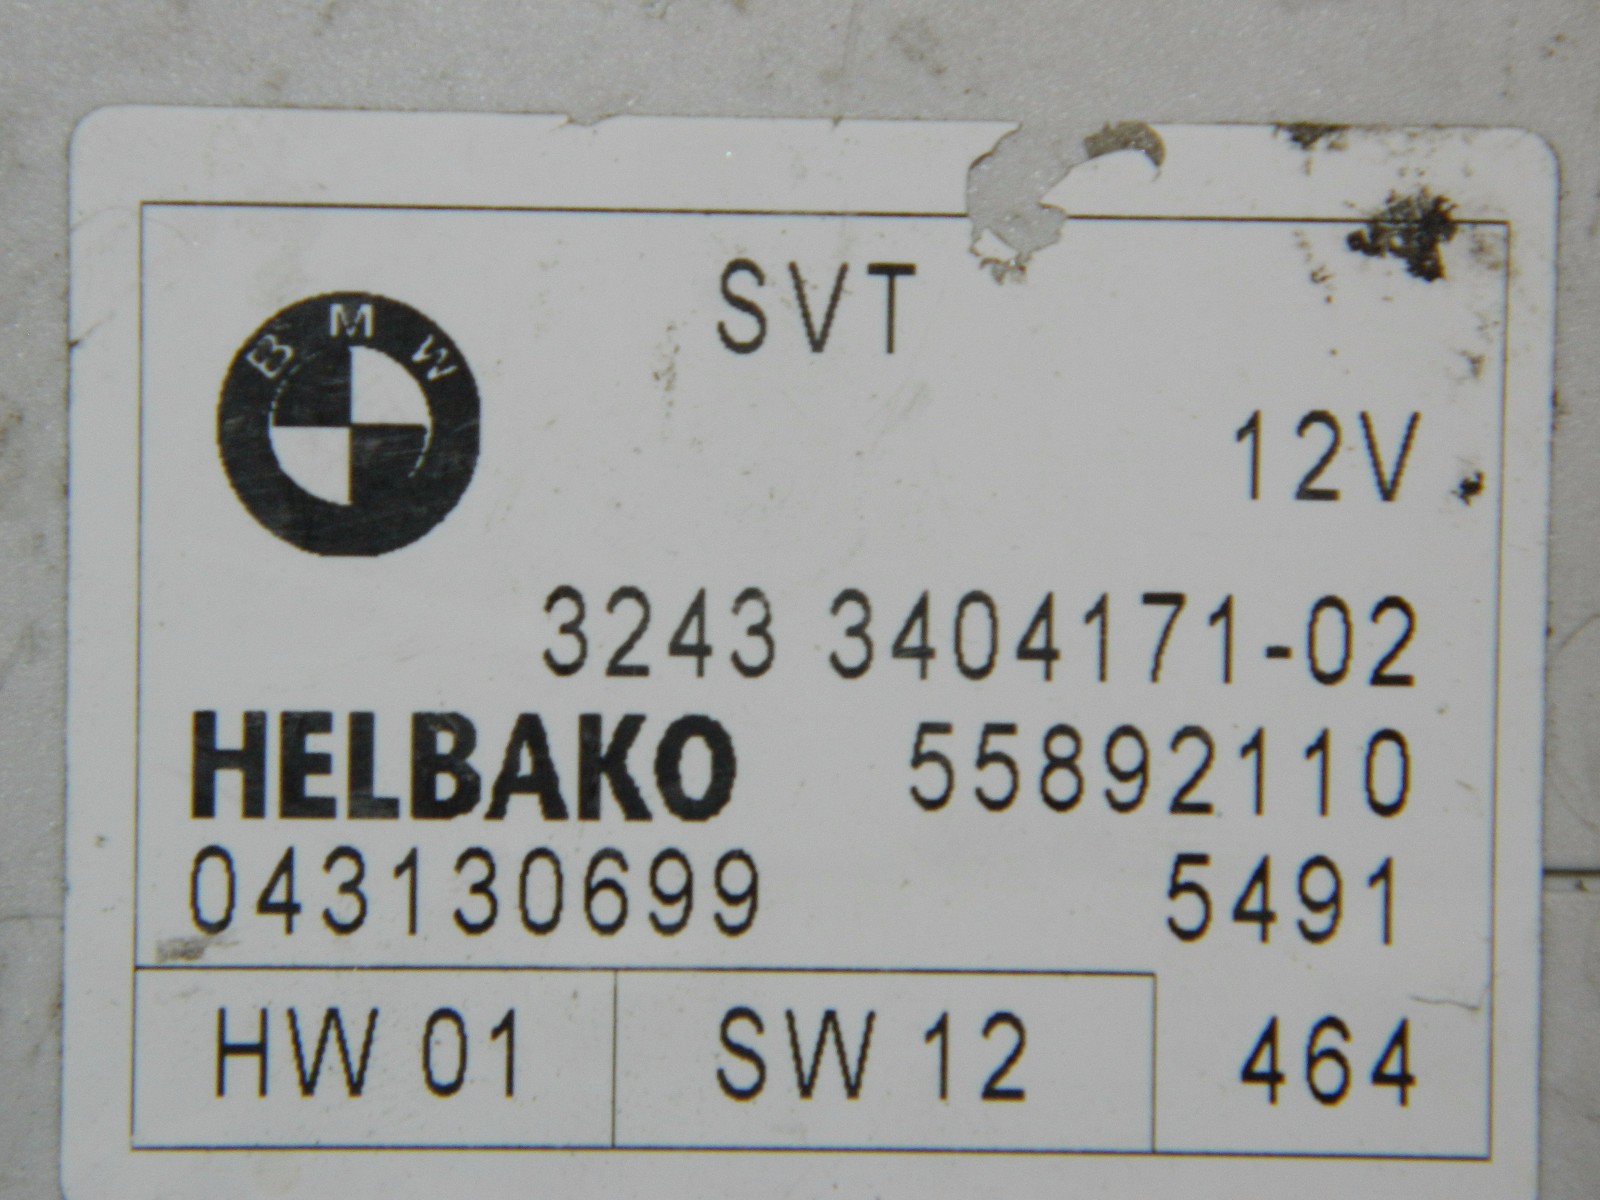 BMW
SVT
12V
3243 3404171-02
HELBAKO 55892110
043130699 5491
HW 01 SW 12 464